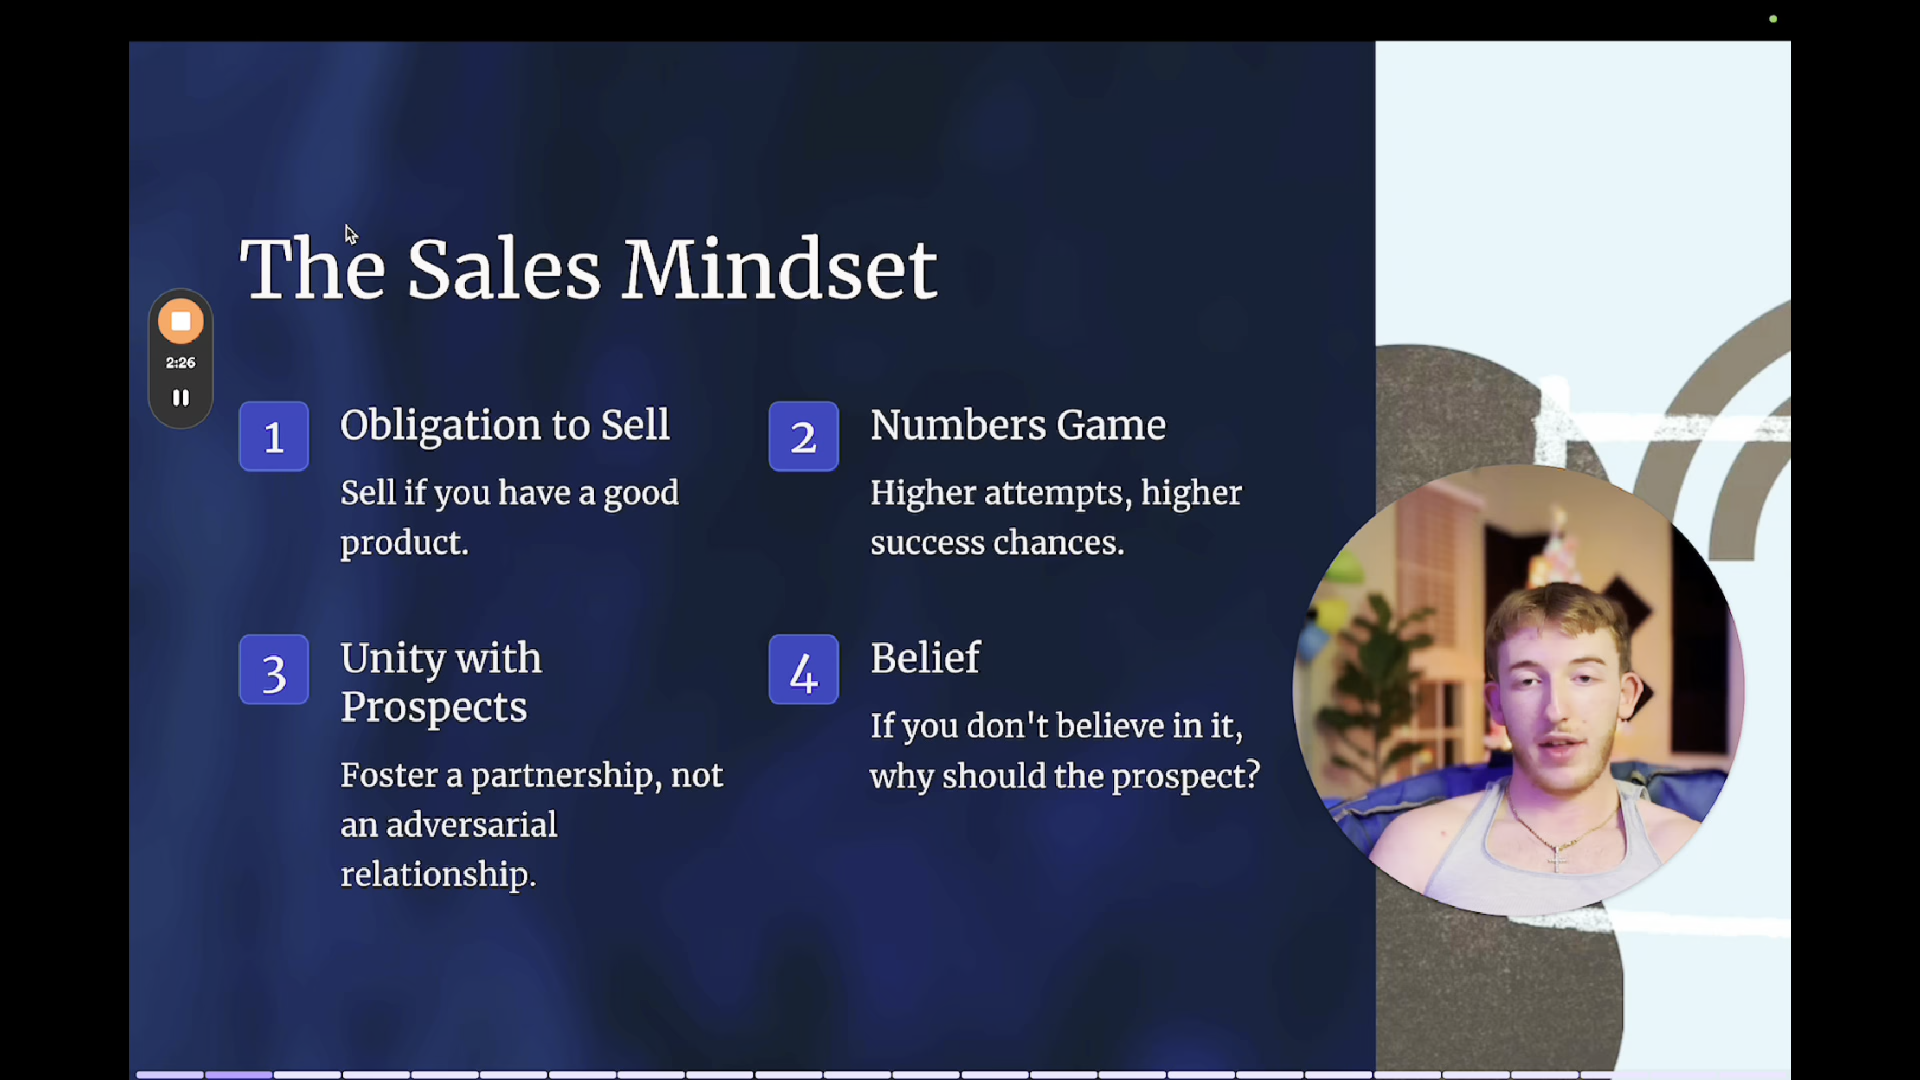 The Sales Mindset
2:26
1
Obligation to Sell
Sell if you have a good
product.
2
Numbers Game
Higher attempts, higher
success chances.
3
Unity with
Prospects
Foster a partnership, not
an adversarial
relationship.
4
Belief
If you don't believe in it,
why should the prospect?